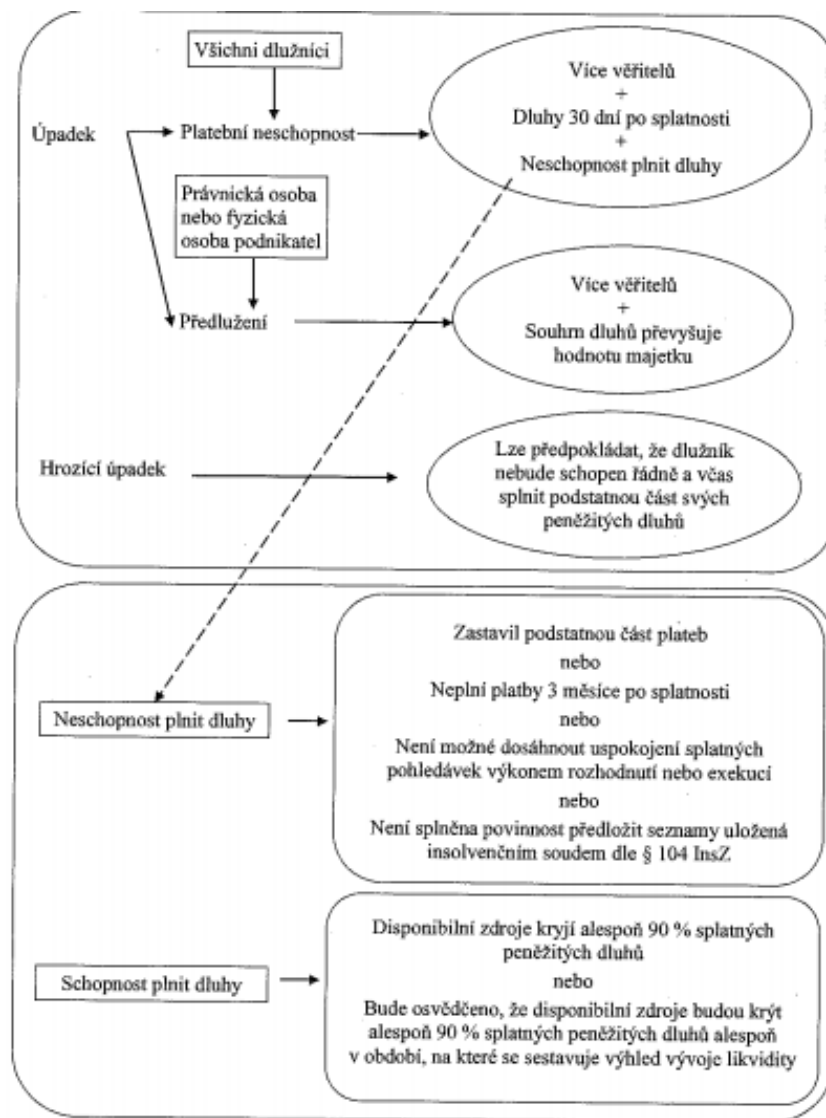 Všichni dlužníci
Úpadek
Platební neschopnost
Více věřitelů
+
Dluhy 30 dní po splatnosti
+
Neschopnost plnit dluhy
Právnická osoba
nebo fyzická
osoba podnikatel
Předlužení
Více věřitelů
+
Souhrn dluhů převyšuje
hodnotu majetku
Hrozící úpadek
Lze předpokládat, že dlužník
nebude schopen řádně a včas
splnit podstatnou část svých
peněžitých dluhů
Neschopnost plnit dluhy
Zastavil podstatnou část plateb
nebo
Neplní platby 3 měsíce po splatnosti
nebo
Není možné dosáhnout uspokojení splatných
pohledávek výkonem rozhodnutí nebo exekucí
nebo
Není splněna povinnost předložit seznamy uložená
insolvenčním soudem dle § 104 InsZ
Schopnost plnit dluhy
Disponibilní zdroje kryjí alespoň 90 % splatných
peněžitých dluhů
nebo
Bude osvědčeno, že disponibilní zdroje budou krýt
alespoň 90 % splatných peněžitých dluhů alespoň
v období, na které se sestavuje výhled vývoje likvidity